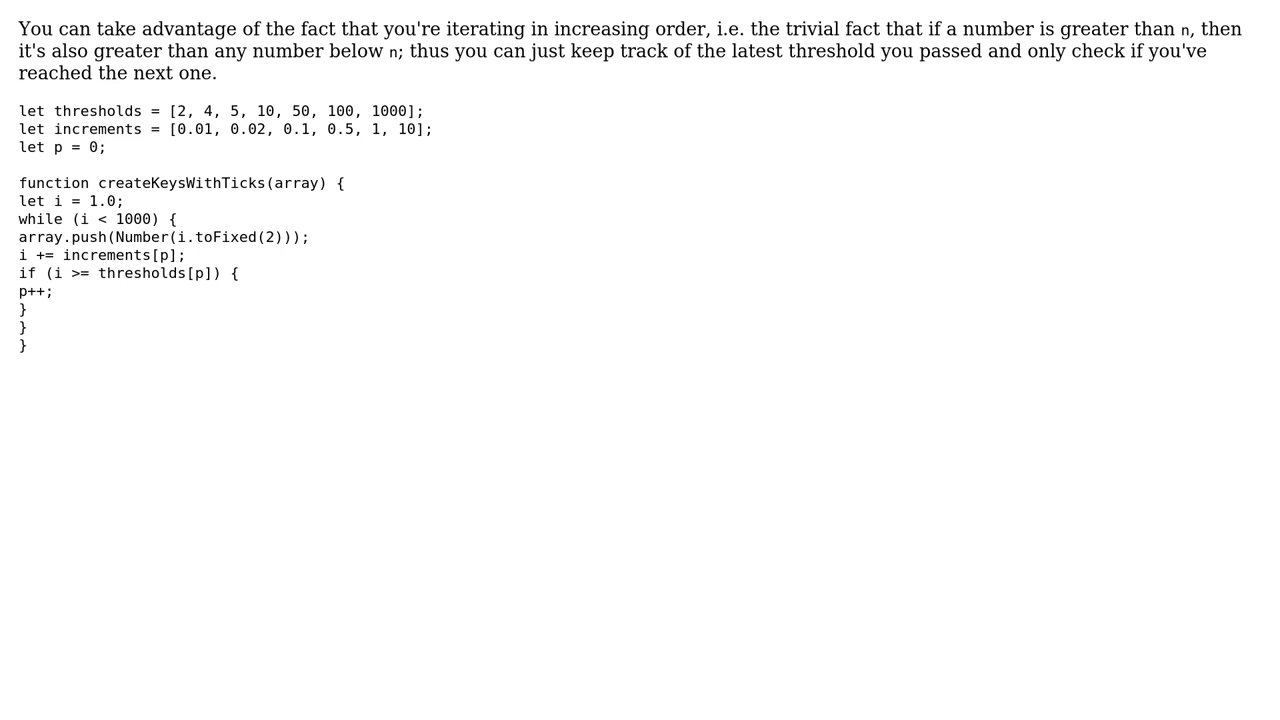 You can take advantage of the fact that you're iterating in increasing order, i.e. the trivial fact that if a number is greater than n, then
it's also greater than any number below n; thus you can just keep track of the latest threshold you passed and only check if you've
reached the next one.
let thresholds = [2, 4, 5, 10, 50, 100, 1000];
let increments = [0.01, 0.02, 0.1, 0.5, 1, 10];
let p = 0;
function createKeysWithTicks(array) {
let i = 1.0;
while (i < 1000) {
array.push(Number(i.toFixed(2)));
i += increments[p];
if (i >= thresholds[p]) {
p++;
}
}
}